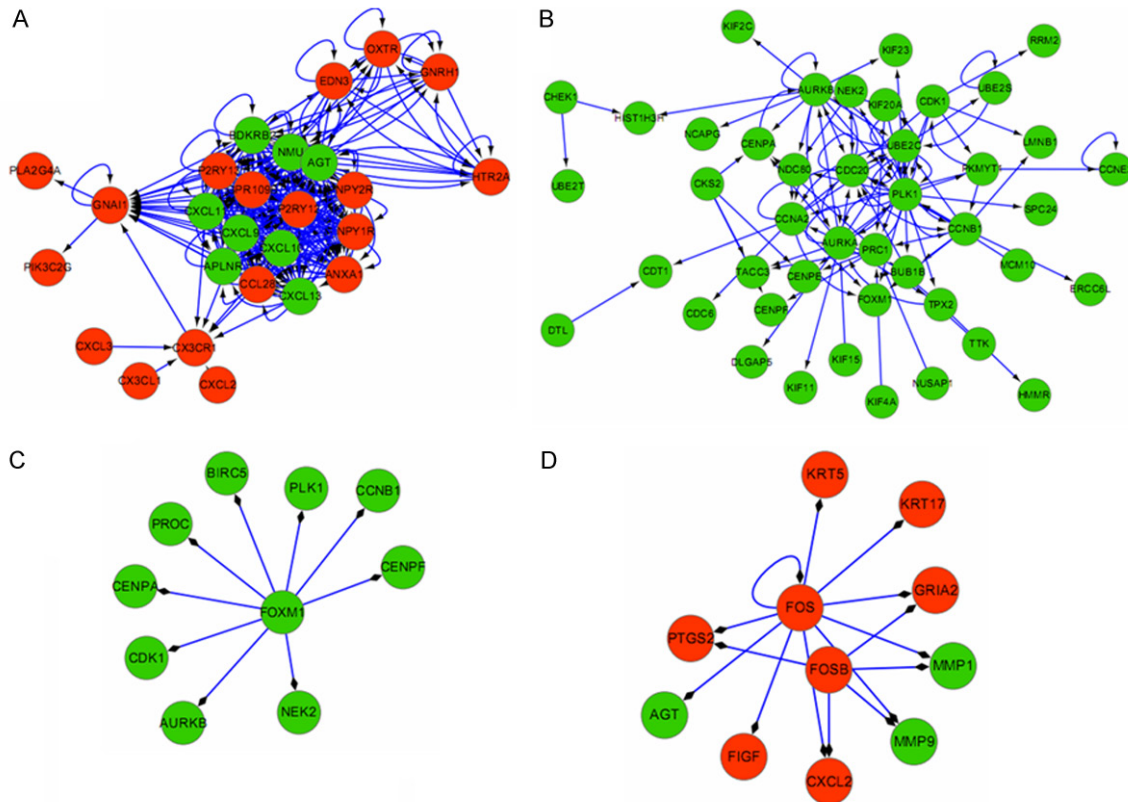 A
OXTR
GNRH1
EDN3
BDKRB2
NMU
AGT
HTR2A
PLA2G4A
P2RY13
GPR109
NPY2R
GNAI1
CXCL11
P2RY12
CXCL9
NPY1R
CXCL10
PIK3C2G
APLNR
CCL28
ANXA1
CXCL13
CXCL3
CX3CR1
CX3CL1
CXCL2
B
KIF2C
KIF23
RRM2
CHEK1
AURKB
NEK2
CDK1
UBE2S
HIST1H3H
KIF20A
NCAPG
CENPA
UBE2C
LMNB1
UBE2T
CKS2
NDC80
CDC20
PKMYT1
PLK1
CCNA2
SPC24
AURKA
PRC1
CCNB1
CDT1
TACC3
CENPE
BUB1B
MCM10
ERCC6L
CDC6
CENPF
FOXM1
TPX2
DTL
TTK
DLGAP5
KIF11
KIF15
NUSAP1
KIF4A
HMMR
C
BIRC5
PLK1
CCNB1
PROC
CENPF
CENPA
FOXM1
CDK1
AURKB
NEK2
D
KRT5
KRT17
FOS
GRIA2
PTGS2
FOSB
MMP1
AGT
MMP9
FIGF
CXCL2